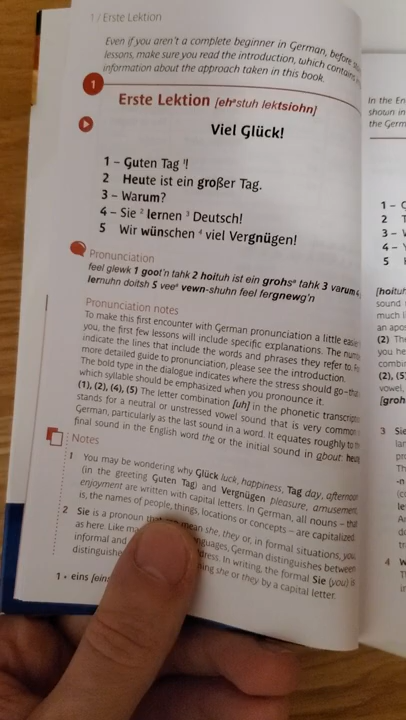 1 / Erste Lektion
Even if you aren't a complete beginner in German, before
lessons, make sure you read the introduction, which contains
information about the approach taken in this book.
1
Erste Lektion [ehʳstuh lektsiohn]
Viel Glück!
1 – Guten Tag ¹!
2 Heute ist ein großer Tag.
3 – Warum?
4 – Sie ² lernen ³ Deutsch!
5 Wir wünschen ⁴ viel Vergnügen!
Pronunciation
feel glewk 1 goot'n tahk 2 hoituh ist ein grohsᵃ tahk 3 varum 4
lernuhn doitsh 5 veeᵃ vewn-shuhn feel fergnewg'n
Pronunciation notes
To make this first encounter with German pronunciation a little
you, the first few lessons will include specific explanations. The
indicate the lines that include the words and phrases they refer to.
more detailed guide to pronunciation, please see the introduction.
The bold type in the dialogue indicates where the stress should go –
which syllable should be emphasized when you pronounce it.
(1), (2), (4), (5) The letter combination [uh] in the phonetic
stands for a neutral or unstressed vowel sound that is very
German, particularly as the last sound in a word. It equates roughly to
final sound in the English word the or the initial sound in about:
Notes
1 You may be wondering why Glück luck, happiness, Tag day, afternoon
(in the greeting Guten Tag) and Vergnügen pleasure, amusement,
enjoyment are written with capital letters. In German, all nouns – that
is, the names of people, things, locations or concepts – are capitalized.
2 Sie is a pronoun that mean she, they or, in formal situations, you,
as here. Like German distinguishes between
informal and In writing, the formal Sie (you) is
distinguished she or they by a capital letter.
1 • eins
In the En
shown in
the Germ
1 –
2
3 –
4 –
5
[hoituh
sound
much li
an apos
(2) The
you he
combi
(2), (5
vowel,
[groh
3 Sie
-n
4